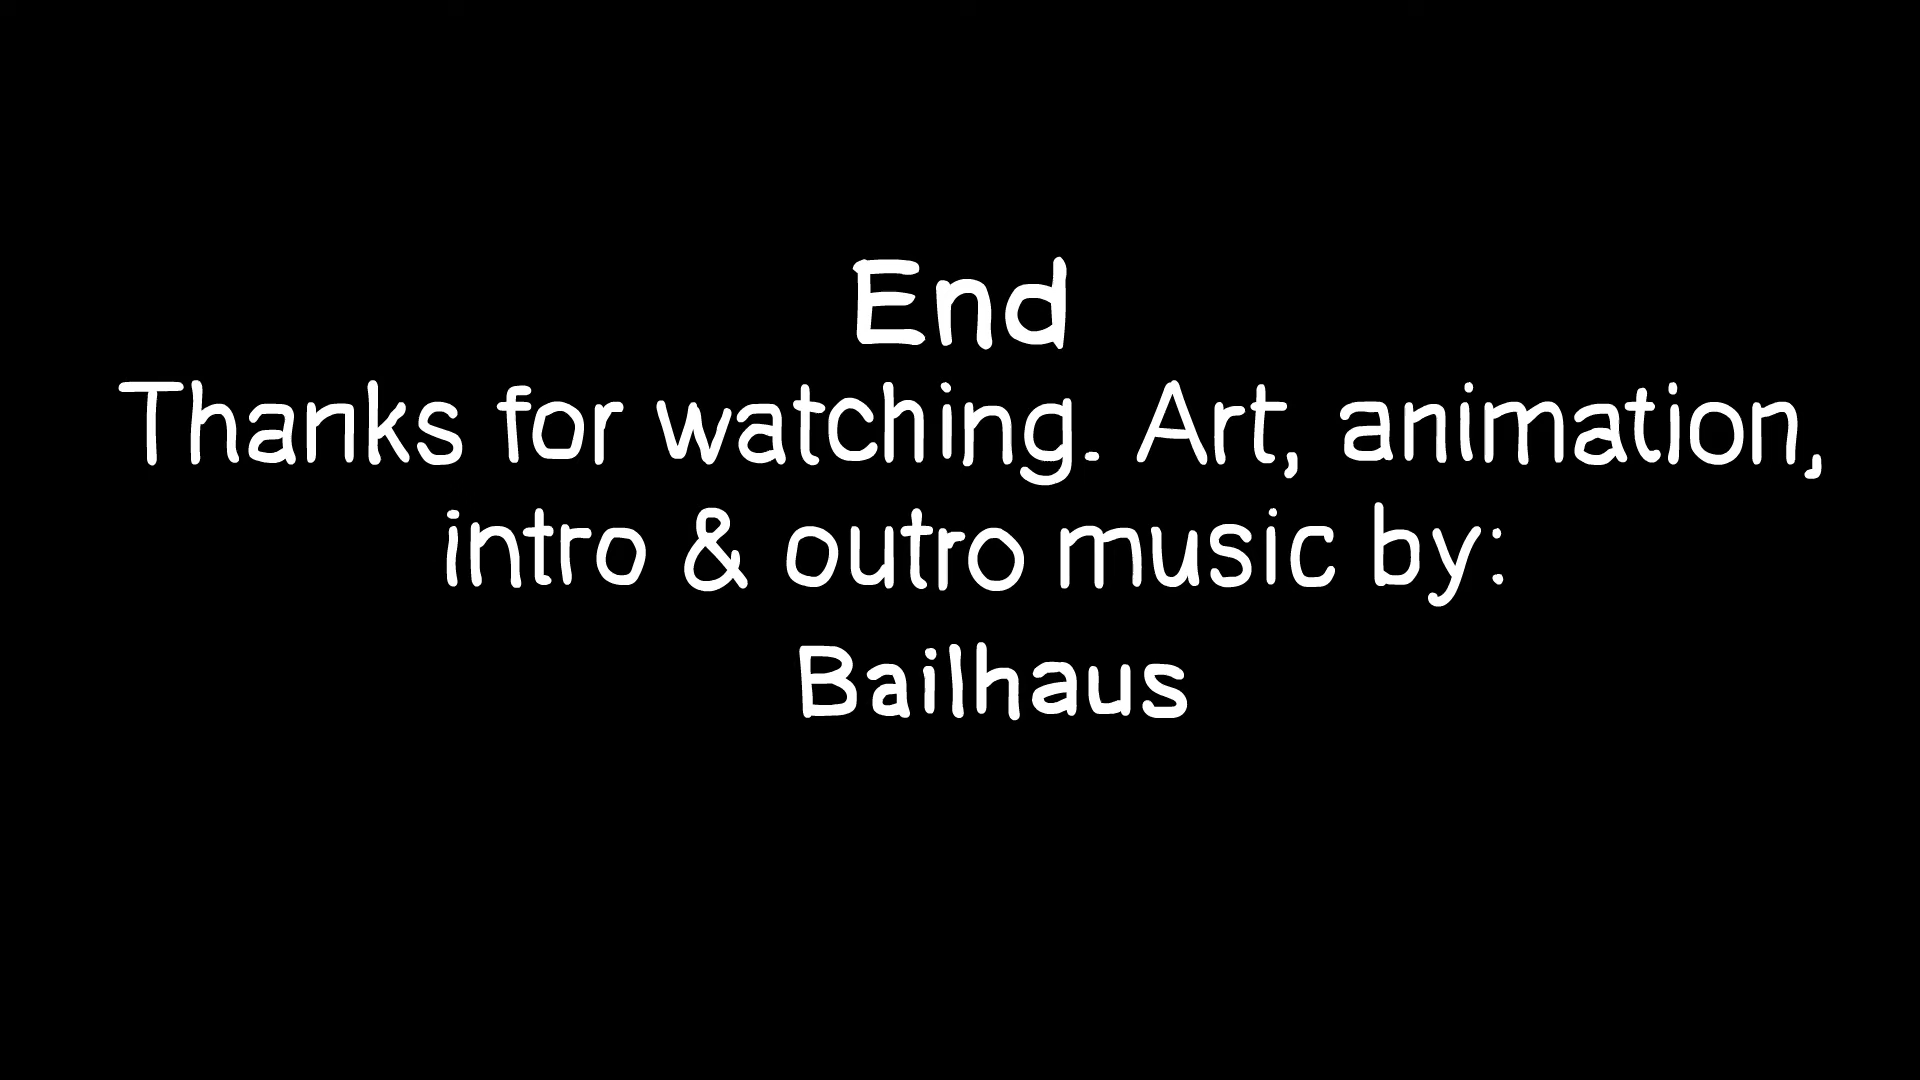 End
Thanks for watching. Art, animation,
intro & outro music by:
Bailhaus